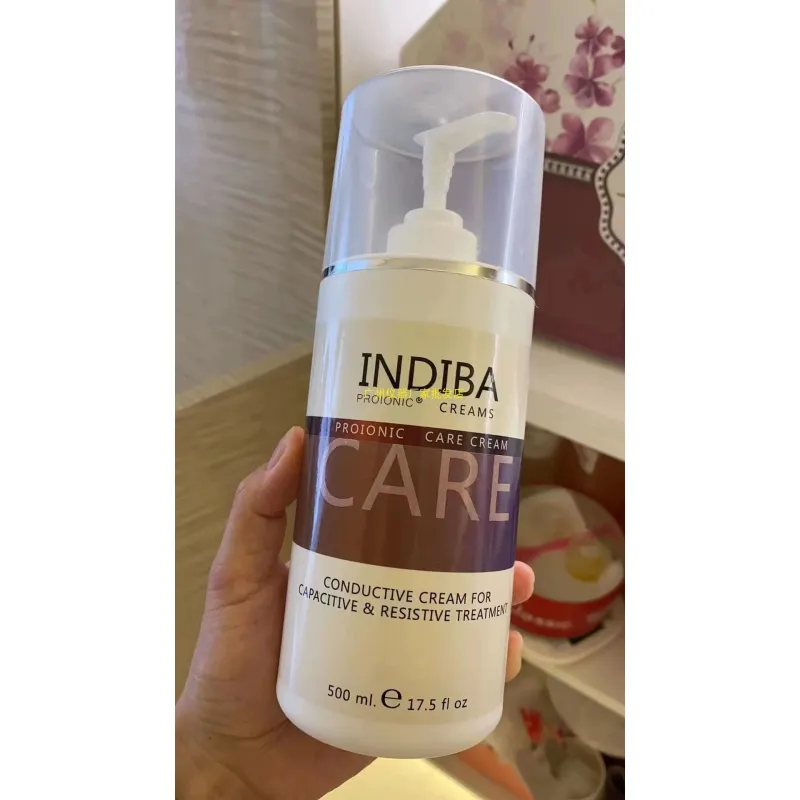 INDIBA
PROIONIC® CREAMS
PROIONIC CARE CREAM
CARE
CONDUCTIVE CREAM FOR
CAPACITIVE & RESISTIVE TREATMENT
500 ml. ℮ 17.5 fl oz